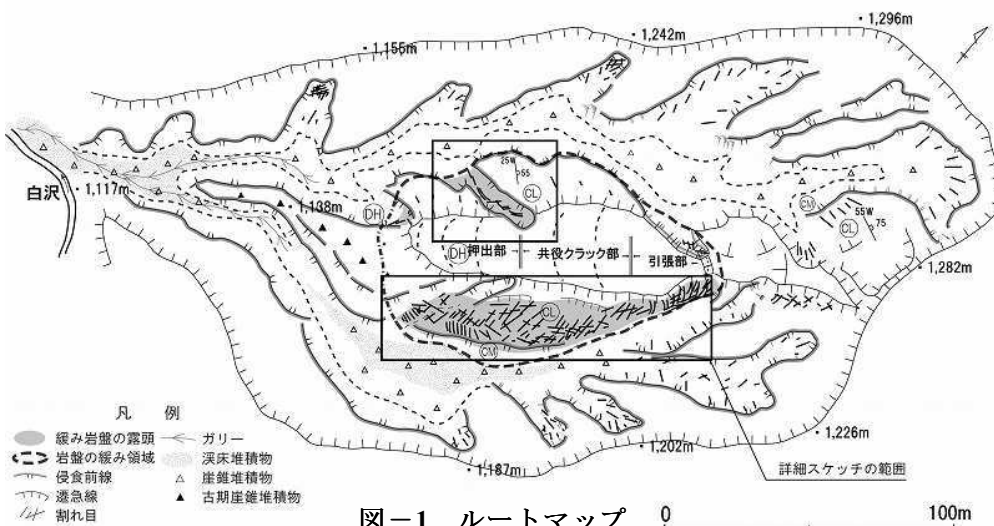 1,296m
1,242m
1,155m
白沢
1,117m
1,138m
25W
55
CL
DH
DH
押出部
共役クラック部
引張部
CM
55W
75
CL
1,282m
CL
CM
1,226m
1,202m
1,187m
詳細スケッチの範囲
凡 例
緩み岩盤の露頭
ガリー
岩盤の緩み領域
渓床堆積物
侵食前線
崖錐堆積物
遷急線
古期崖錐堆積物
割れ目
図-1 ルートマップ
0
100m